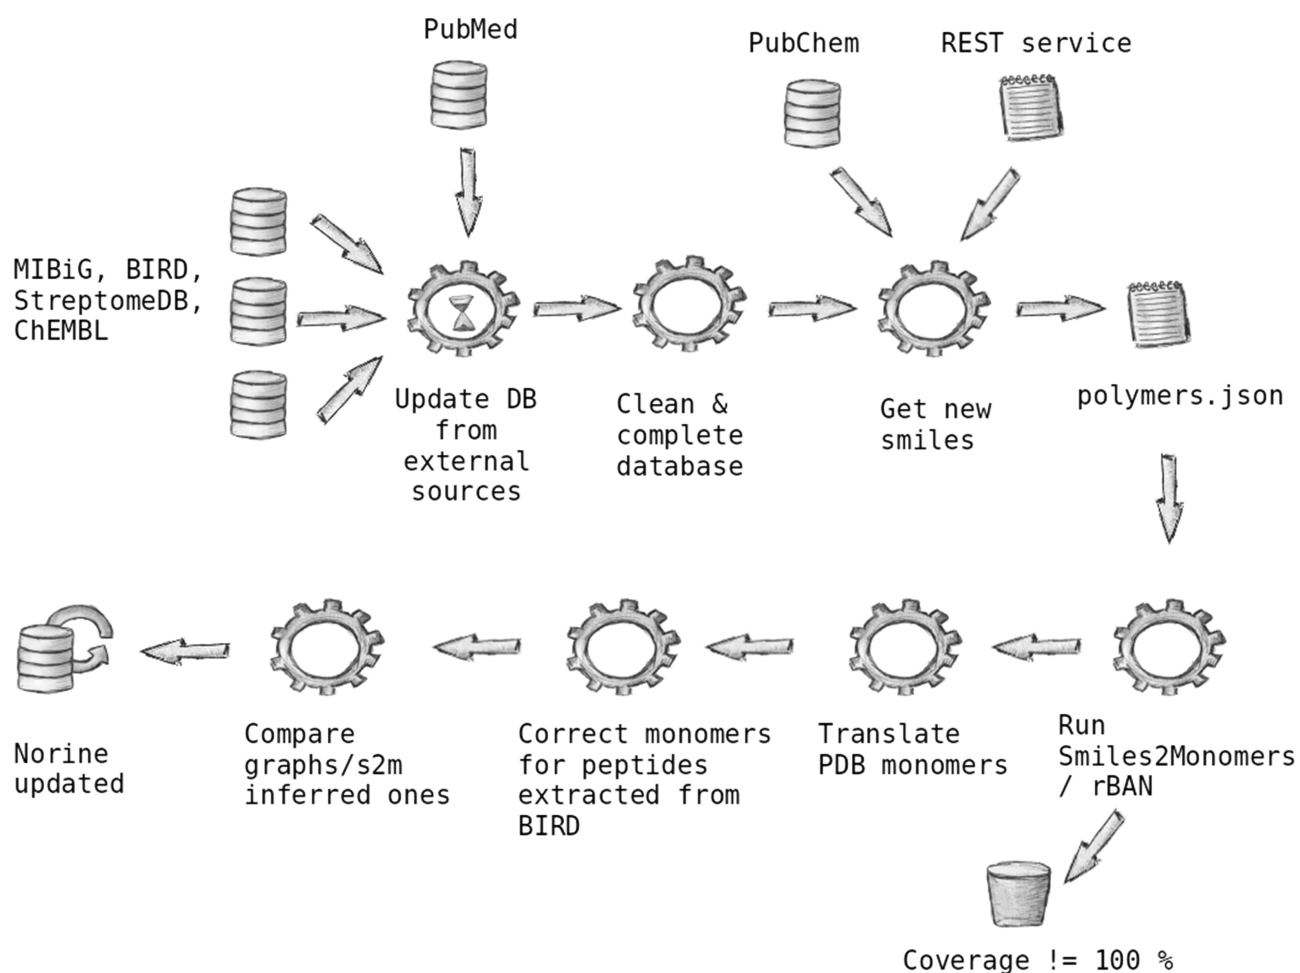 PubMed
PubChem
REST service
MIBiG, BIRD,
StreptomeDB,
ChEMBL
Update DB
from
external
sources
Clean &
complete
database
Get new
smiles
polymers.json
Norine
updated
Compare
graphs/s2m
inferred ones
Correct monomers
for peptides
extracted from
BIRD
Translate
PDB monomers
Run
Smiles2Monomers
/ rBAN
Coverage != 100 %